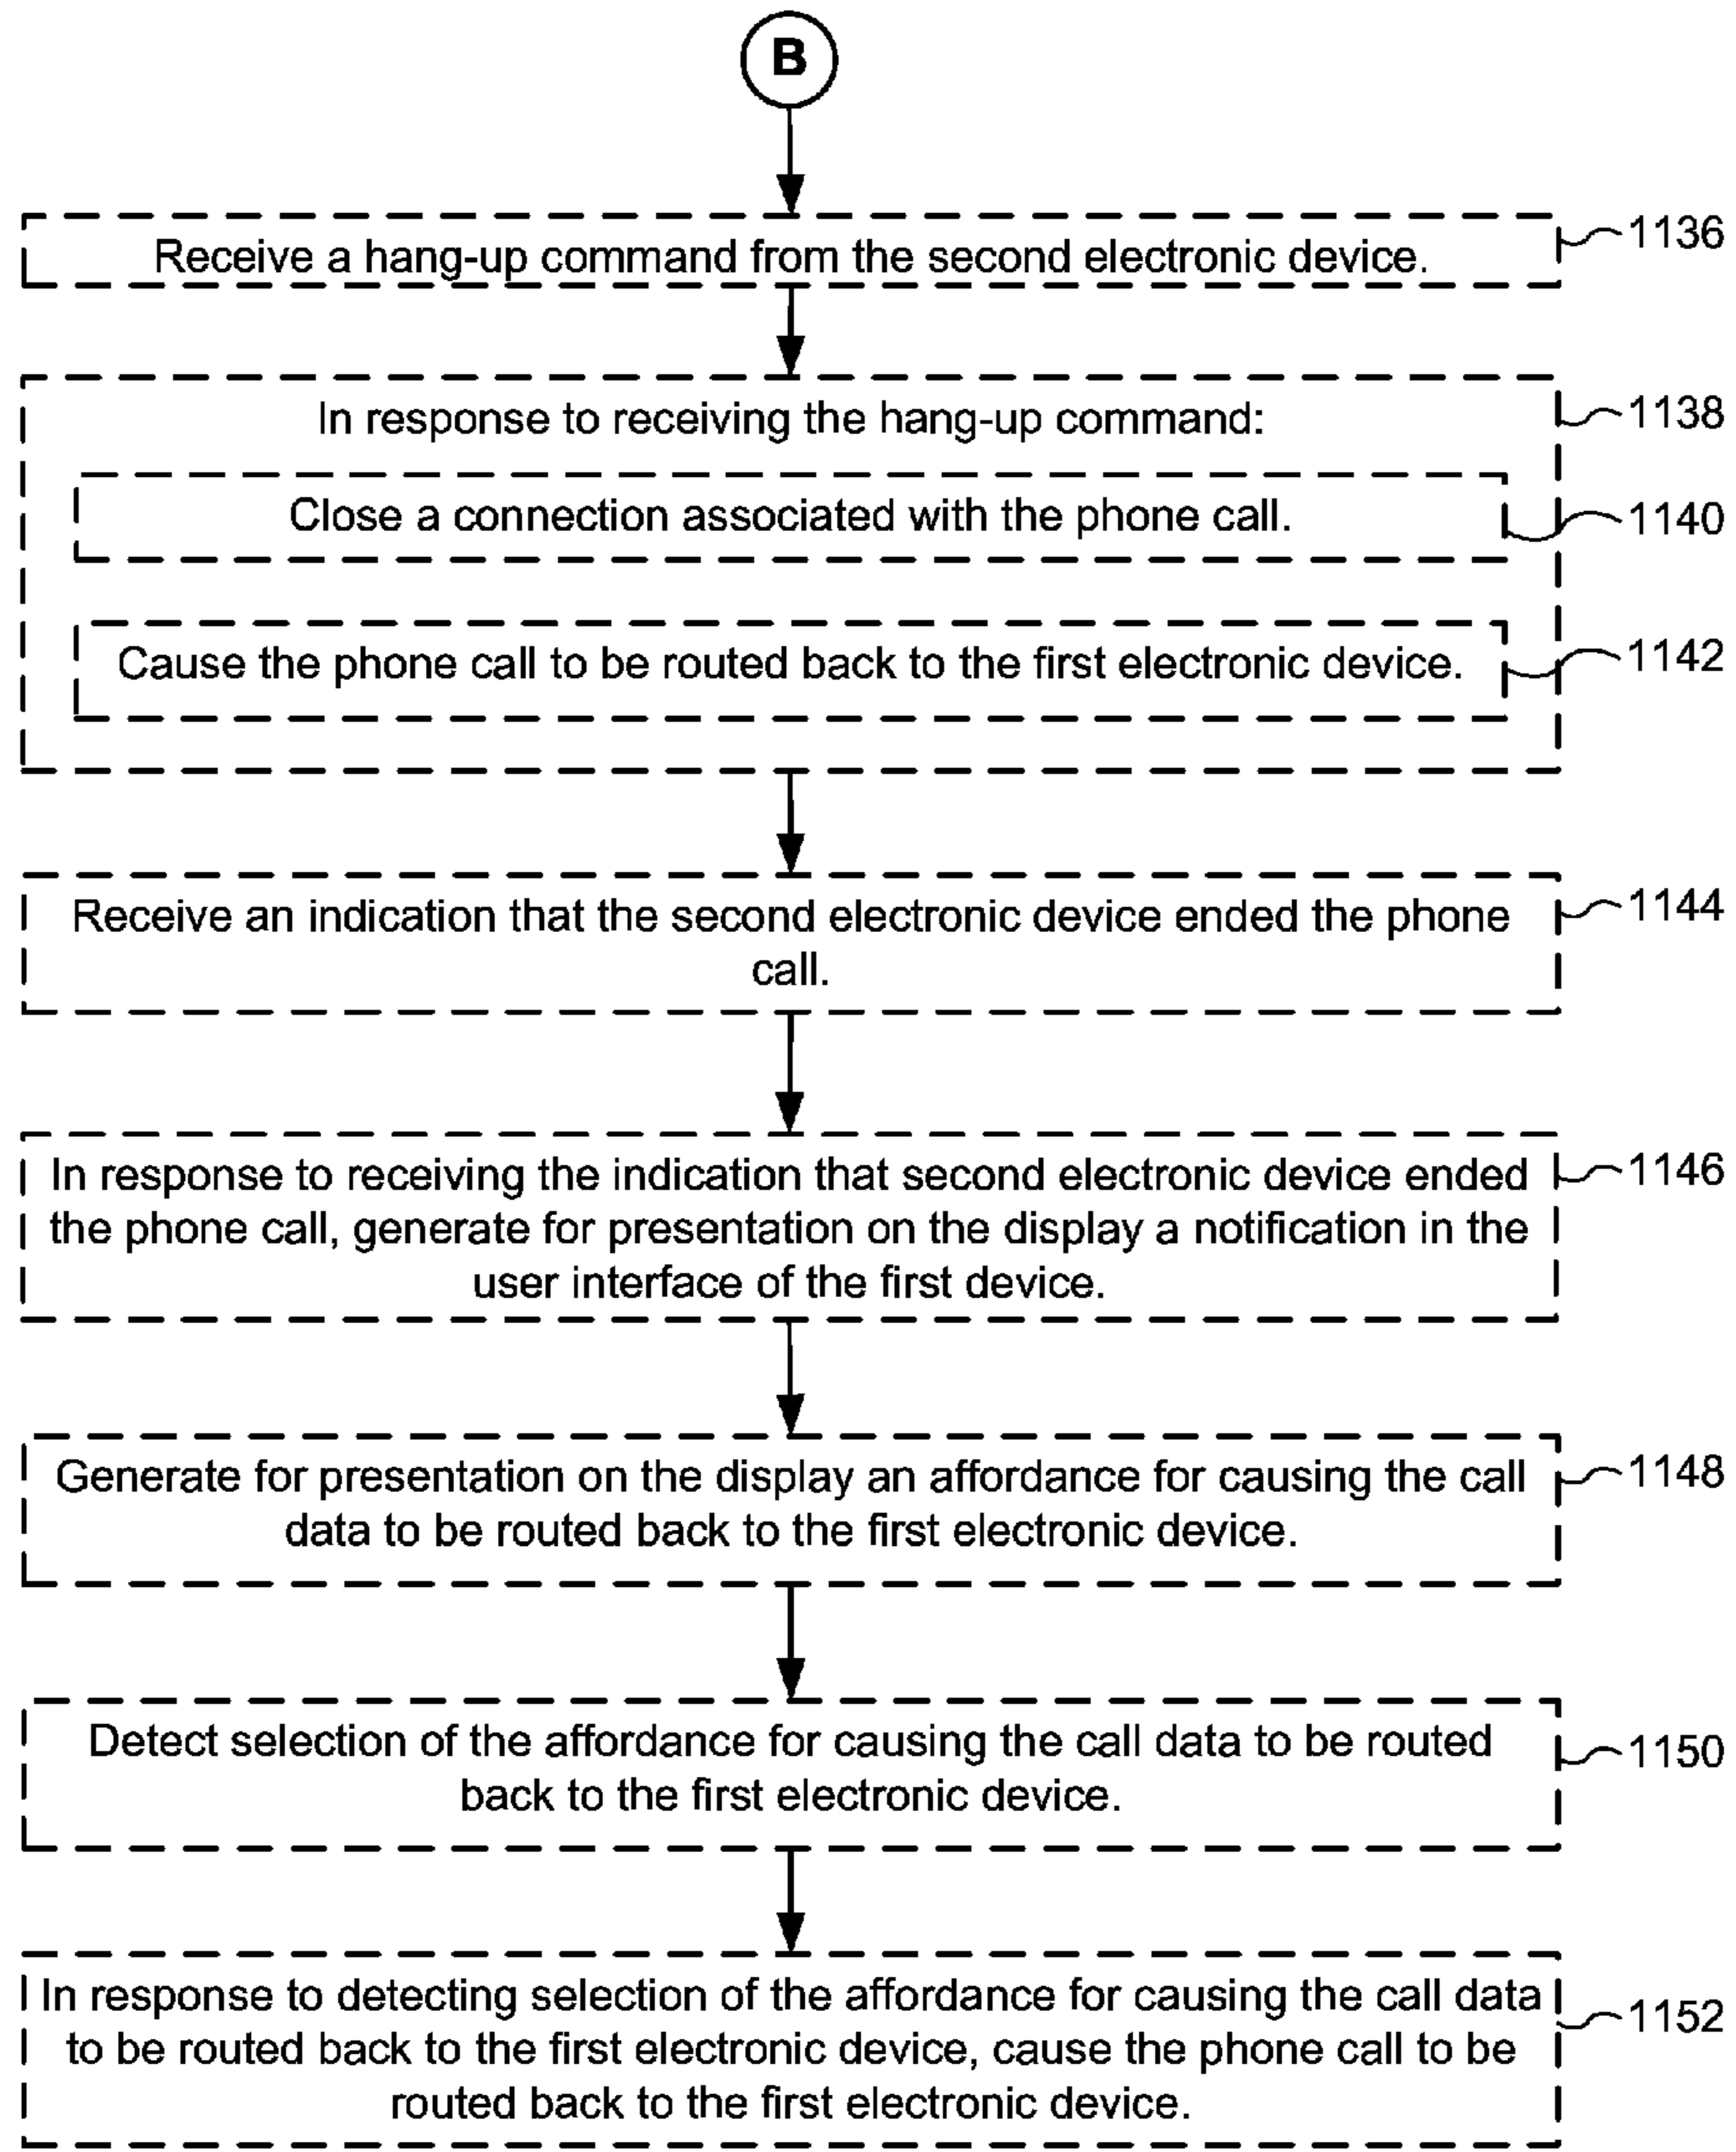 B
Receive a hang-up command from the second electronic device.
1136
In response to receiving the hang-up command:
1138
Close a connection associated with the phone call.
1140
Cause the phone call to be routed back to the first electronic device.
1142
Receive an indication that the second electronic device ended the phone
call.
1144
In response to receiving the indication that second electronic device ended
the phone call, generate for presentation on the display a notification in the
user interface of the first device.
1146
Generate for presentation on the display an affordance for causing the call
data to be routed back to the first electronic device.
1148
Detect selection of the affordance for causing the call data to be routed
back to the first electronic device.
1150
In response to detecting selection of the affordance for causing the call data
to be routed back to the first electronic device, cause the phone call to be
routed back to the first electronic device.
1152